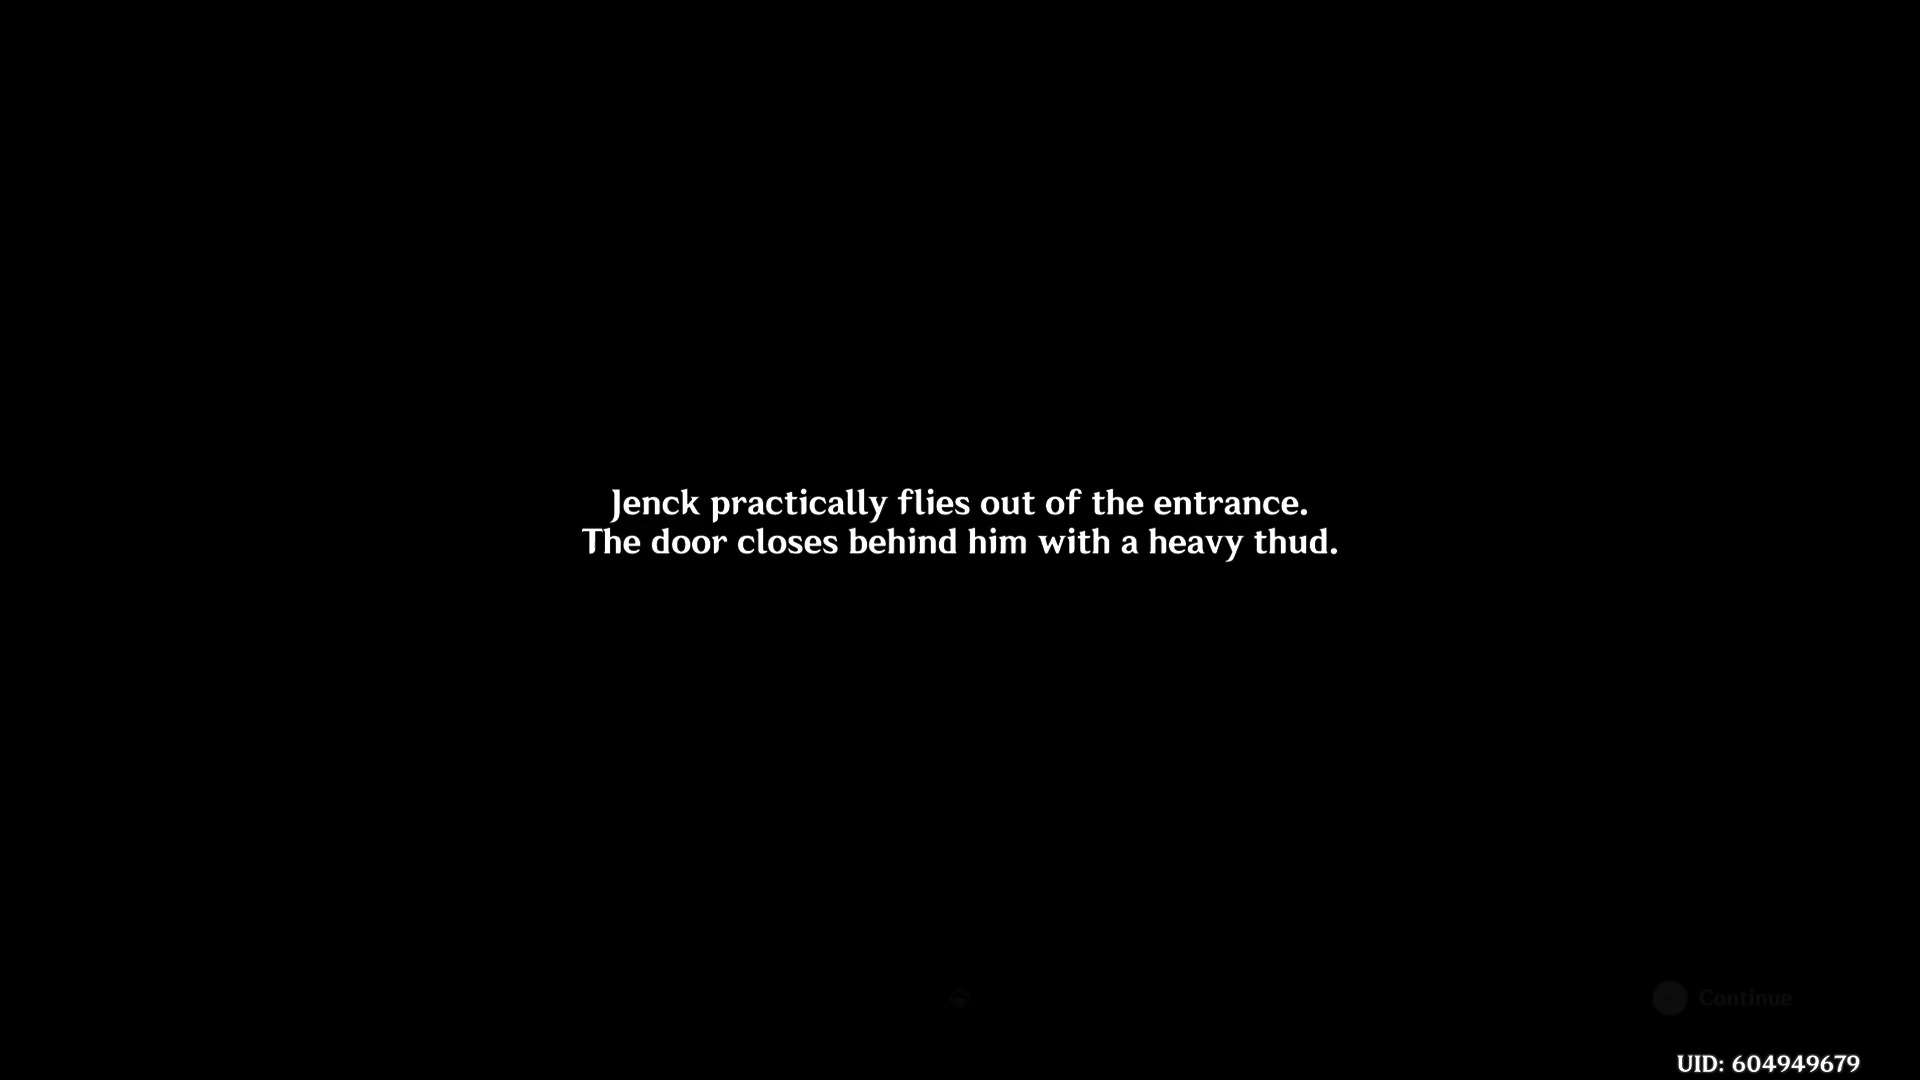 Jenck practically flies out of the entrance.
The door closes behind him with a heavy thud.
Continue
UID: 604949679